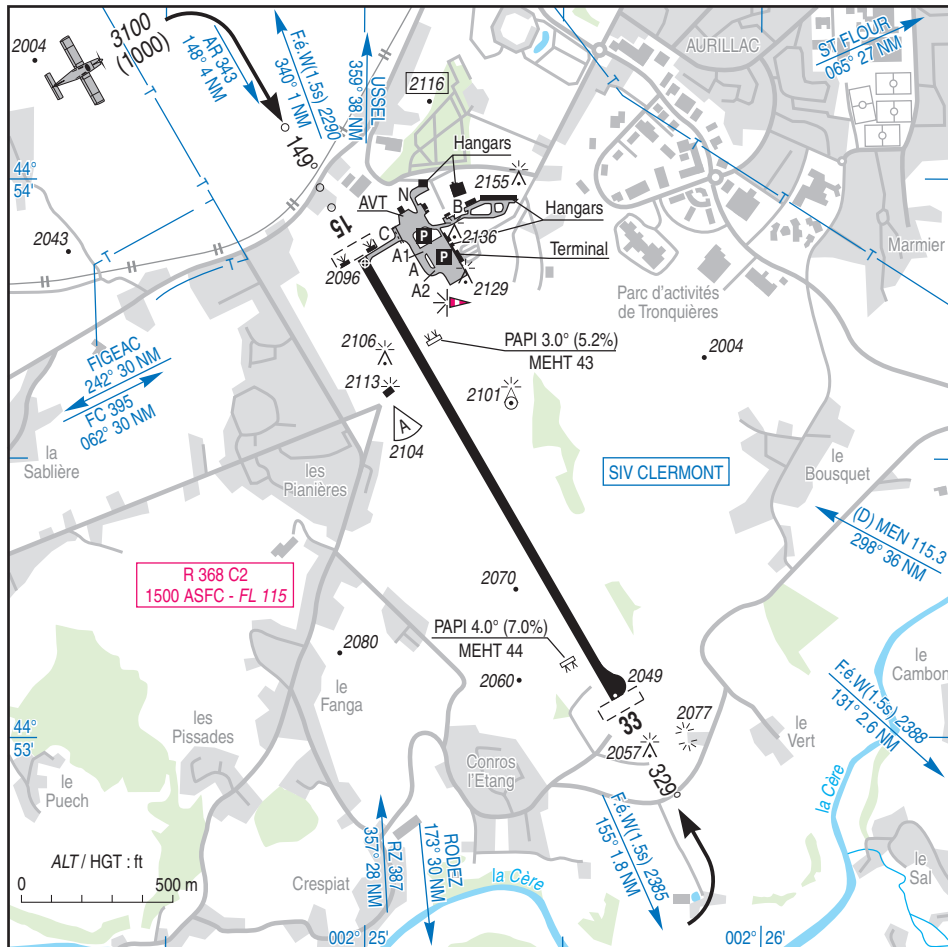 2004
3100
(1000)
AR 343
148° 4 NM
F.é.W(1.5s) 2290
340° 1 NM
USSEL
359° 38 NM
2116
AURILLAC
ST FLOUR
065° 27 NM
44°
54'
149°
Hangars
2155
AVT
N
B
Hangars
15
C
P
2136
Terminal
A1
A
P
A2
2129
2043
2096
Marmier
Parc d'activités
de Tronquières
2106
PAPI 3.0° (5.2%)
MEHT 43
2004
2113
2101
A
2104
FIGEAC
242° 30 NM
FC 395
062° 30 NM
la
Sablière
les
Pianières
SIV CLERMONT
le
Bousquet
(D) MEN 115.3
298° 36 NM
R 368 C2
1500 ASFC - FL 115
2070
PAPI 4.0° (7.0%)
MEHT 44
2080
2060
2049
le
Cambon
le
Fanga
33
2077
F.é.W(1.5s) 2388
131° 2.6 NM
les
Pissades
44°
53'
2057
329°
le
Vert
le
Puech
Conros
l'Etang
la Cère
F.é.W(1.5s) 2385
155° 1.8 NM
ALT / HGT : ft
0 500 m
RZ 387
357° 28 NM
RODEZ
173° 30 NM
la Cère
Crespiat
le
Sal
002° 25'
002° 26'
T
T
T
T
T
T
T
T